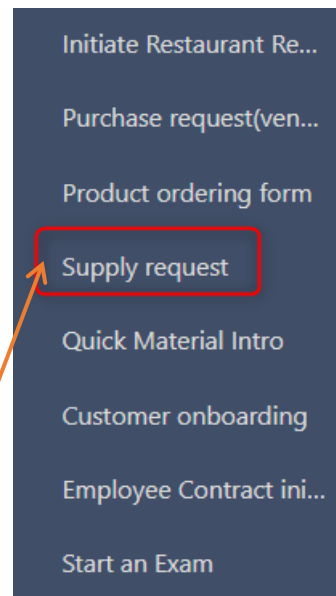 Initiate Restaurant Re...
Purchase request(ven...
Product ordering form
Supply request
Quick Material Intro
Customer onboarding
Employee Contract ini...
Start an Exam